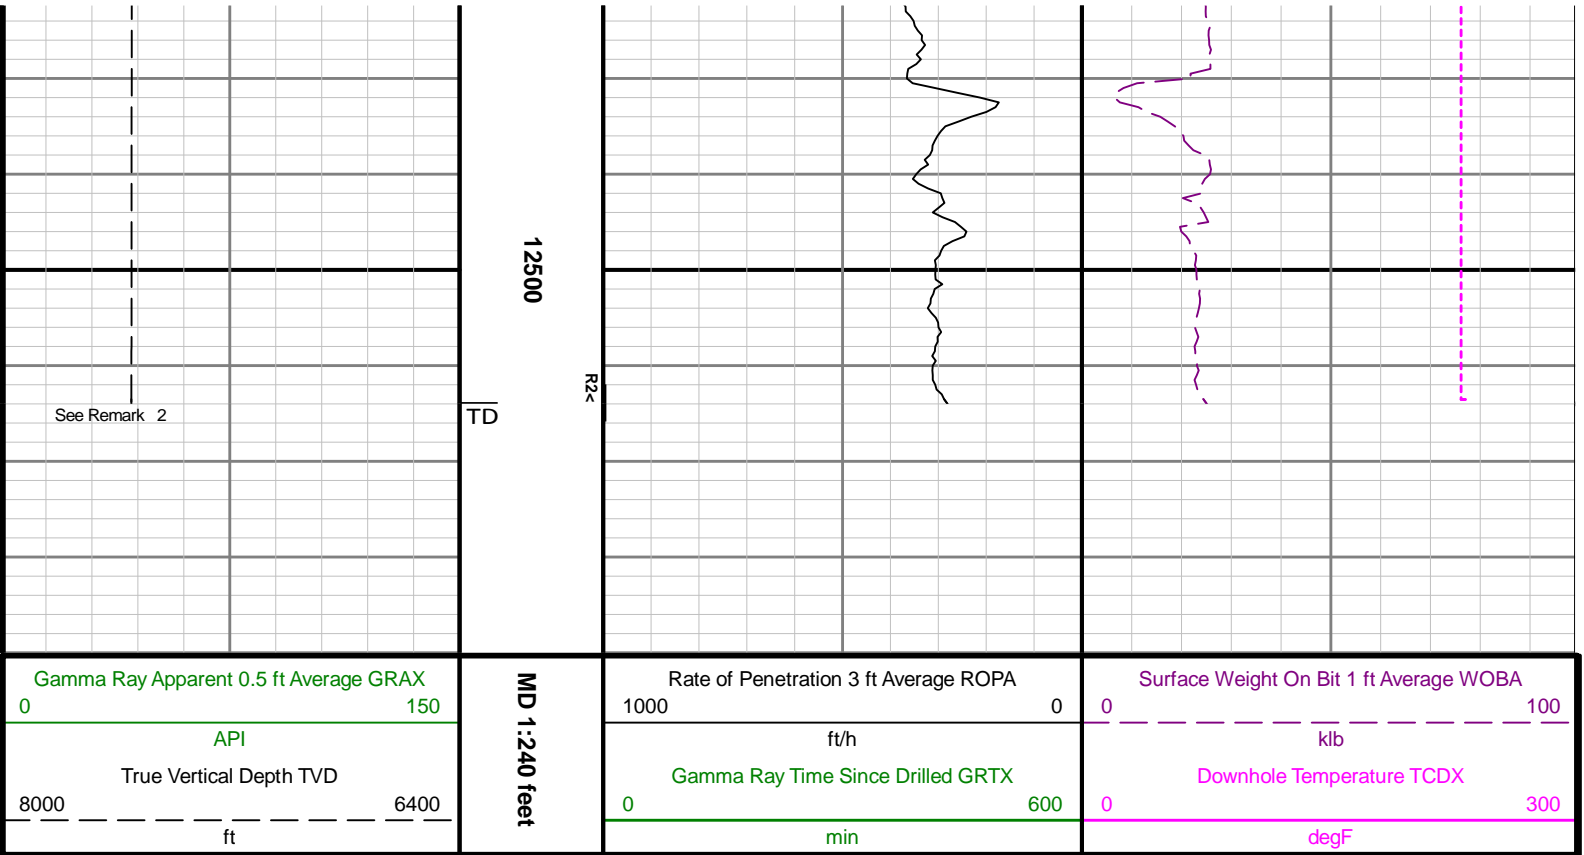 12500
R2<
See Remark 2
TD
Gamma Ray Apparent 0.5 ft Average GRAX
0 150
API
True Vertical Depth TVD
8000 6400
ft
MD 1:240 feet
Rate of Penetration 3 ft Average ROPA
1000 0
ft/h
Gamma Ray Time Since Drilled GRTX
0 600
min
Surface Weight On Bit 1 ft Average WOBA
0 100
klb
Downhole Temperature TCDX
0 300
degF